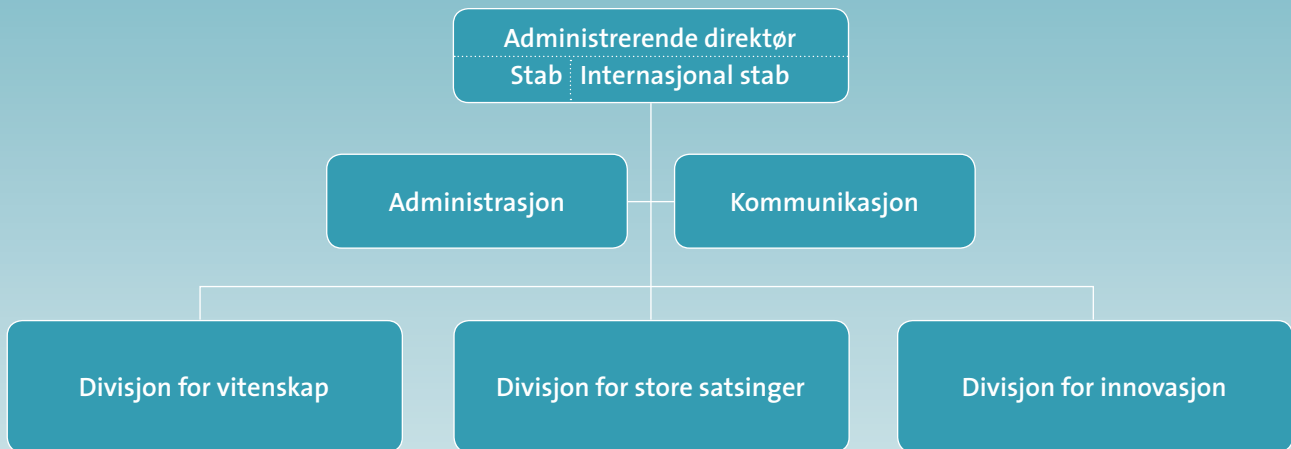 Administrerende direktør
Stab Internasjonal stab
Administrasjon
Kommunikasjon
Divisjon for vitenskap
Divisjon for store satsinger
Divisjon for innovasjon